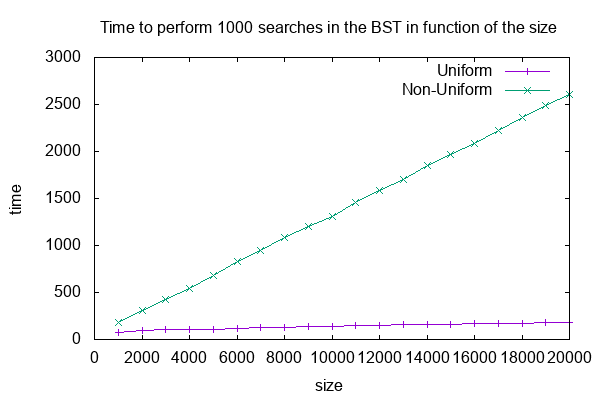 Time to perform 1000 searches in the BST in function of the size
3000
Uniform
Non-Uniform
2500
2000
time
1500
1000
500
0
0 2000 4000 6000 8000 10000 12000 14000 16000 18000 20000
size